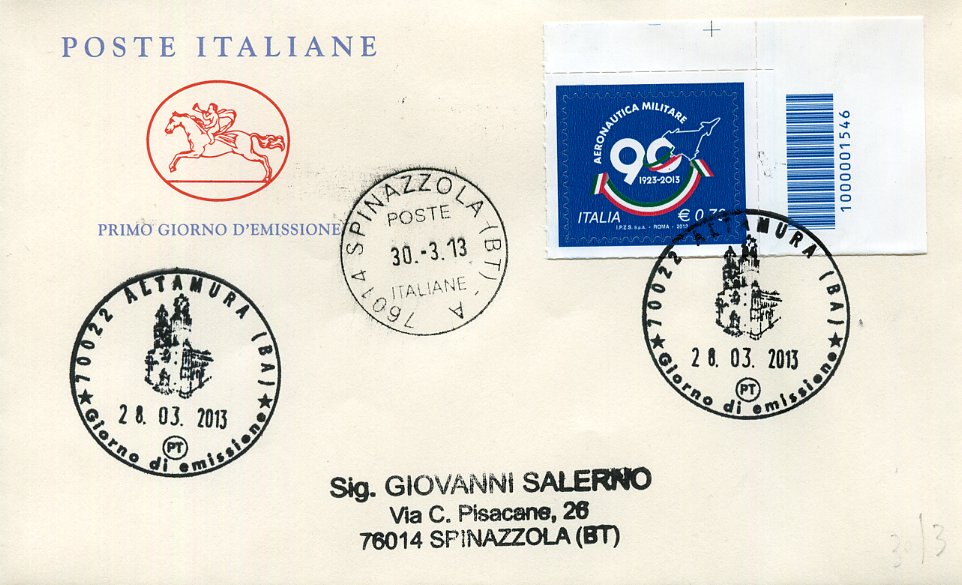 POSTE ITALIANE
PRIMO GIORNO D'EMISSIONE
AERONAUTICA MILITARE
90
1923-2013
ITALIA € 0,70
I.P.Z.S. S.p.A. - ROMA - 2013
1000001546
76014 SPINAZZOLA (BT) - A
POSTE
30.-3.13
ITALIANE
70022 ALTAMURA (BA)
28. 03. 2013
PT
Giorno di emissione
70022 ALTAMURA (BA)
28. 03. 2013
PT
Giorno di emissione
Sig. GIOVANNI SALERNO
Via C. Pisacane, 26
76014 SPINAZZOLA (BT)